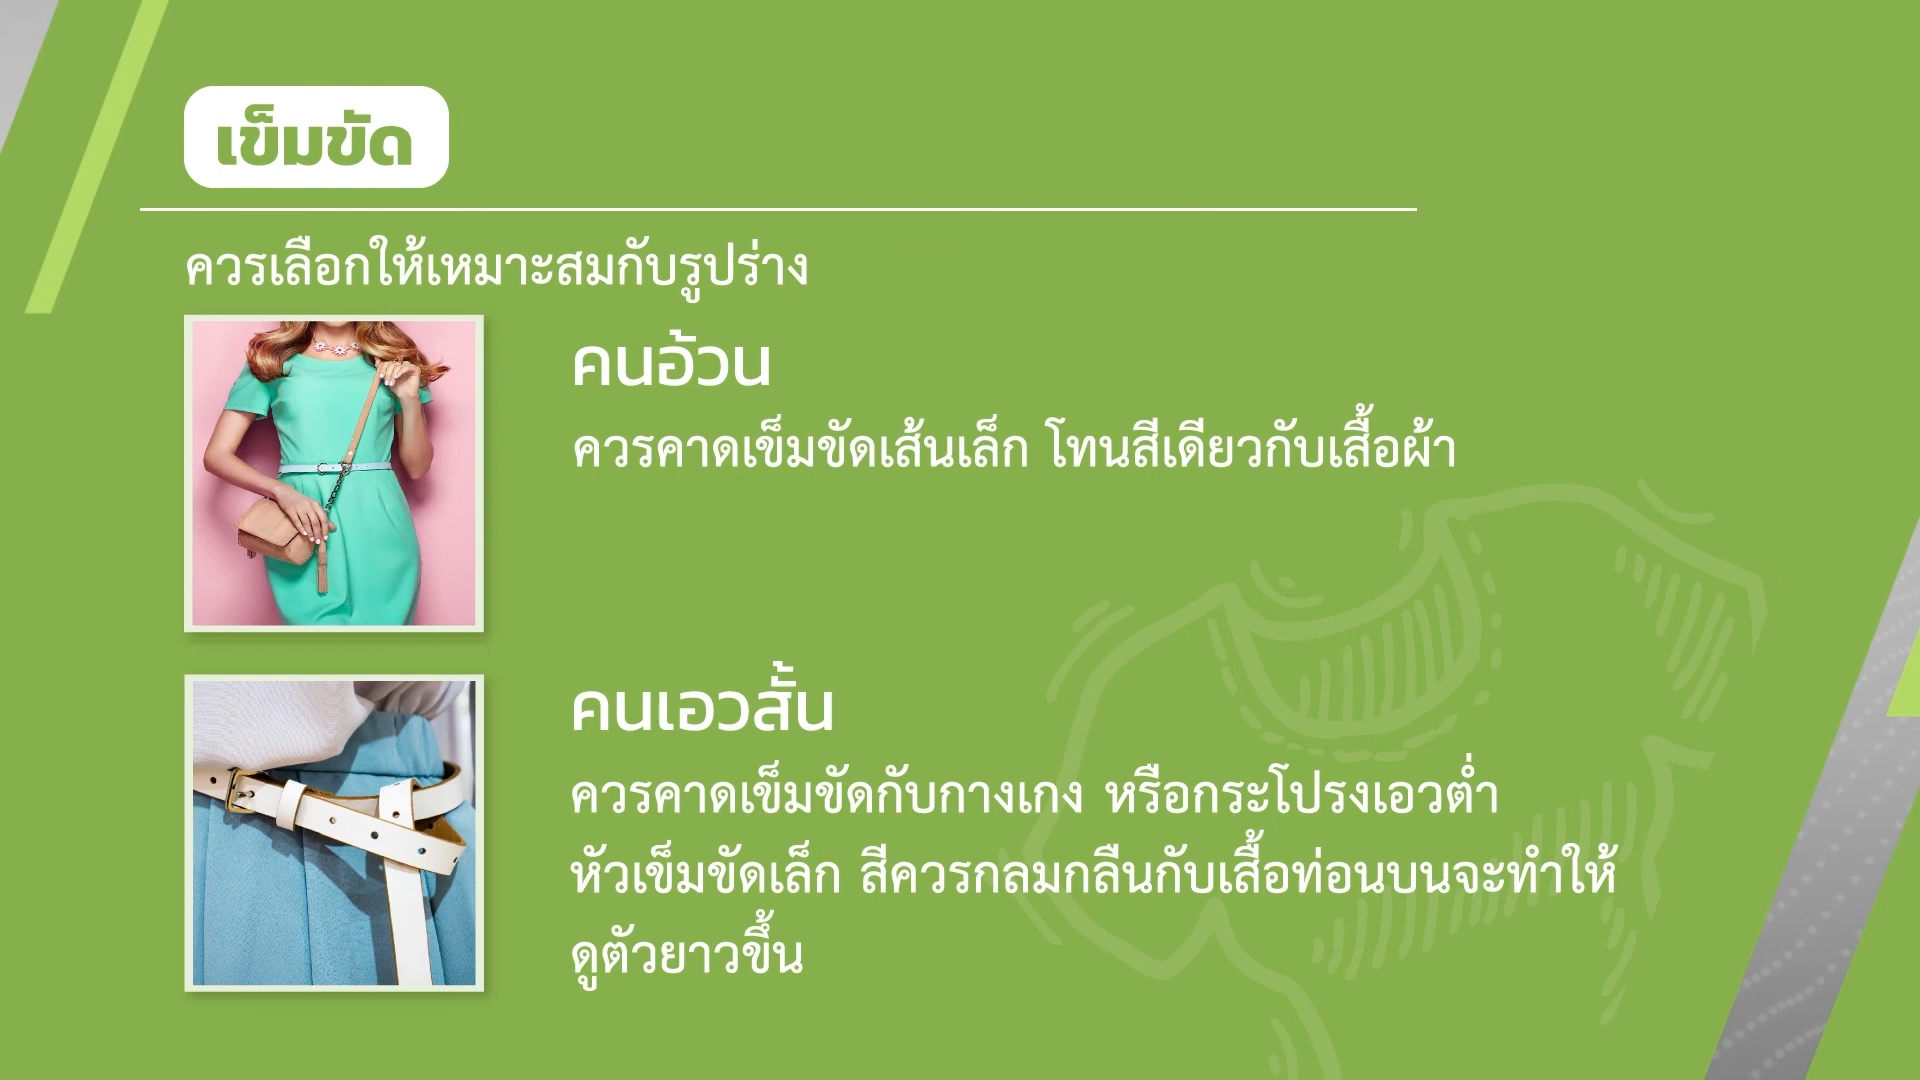 เข็มขัด
ควรเลือกให้เหมาะสมกับรูปร่าง
คนอ้วน
ควรคาดเข็มขัดเส้นเล็ก โทนสีเดียวกับเสื้อผ้า
คนเอวสั้น
ควรคาดเข็มขัดกับกางเกง หรือกระโปรงเอวต่ำ
หัวเข็มขัดเล็ก สีควรกลมกลืนกับเสื้อท่อนบนจะทำให้
ดูตัวยาวขึ้น